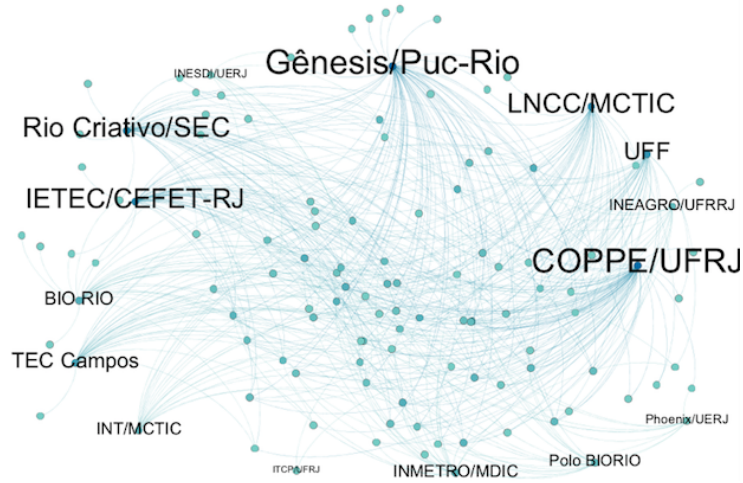 Gênesis/Puc-Rio
INESDI/UERJ
LNCC/MCTIC
Rio Criativo/SEC
UFF
IETEC/CEFET-RJ
INEAGRO/UFRRJ
COPPE/UFRJ
BIO RIO
TEC Campos
Phoenix/UERJ
INT/MCTIC
Polo BIORIO
ITCP/UFRJ
INMETRO/MDIC